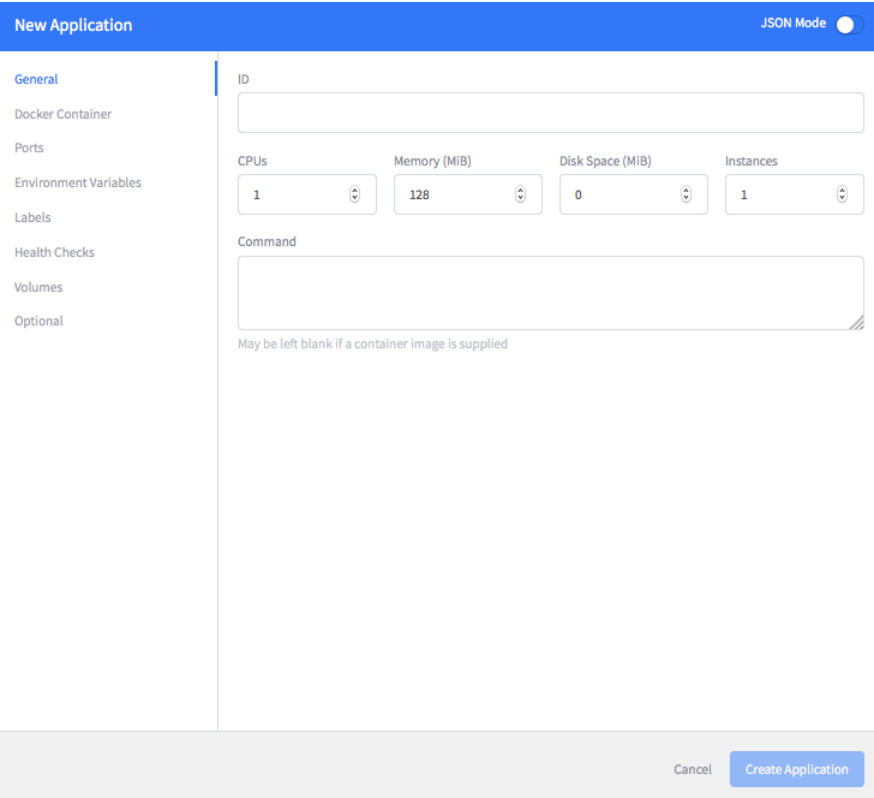 New Application
JSON Mode
General
Docker Container
Ports
Environment Variables
Labels
Health Checks
Volumes
Optional
ID
CPUs Memory (MiB) Disk Space (MiB) Instances
1 128 0 1
Command
May be left blank if a container image is supplied
Cancel Create Application